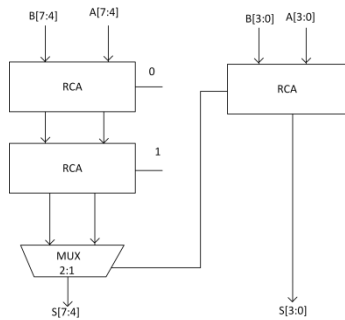 B[7:4]
A[7:4]
B[3:0]
A[3:0]
0
RCA
RCA
1
RCA
MUX
2:1
S[7:4]
S[3:0]